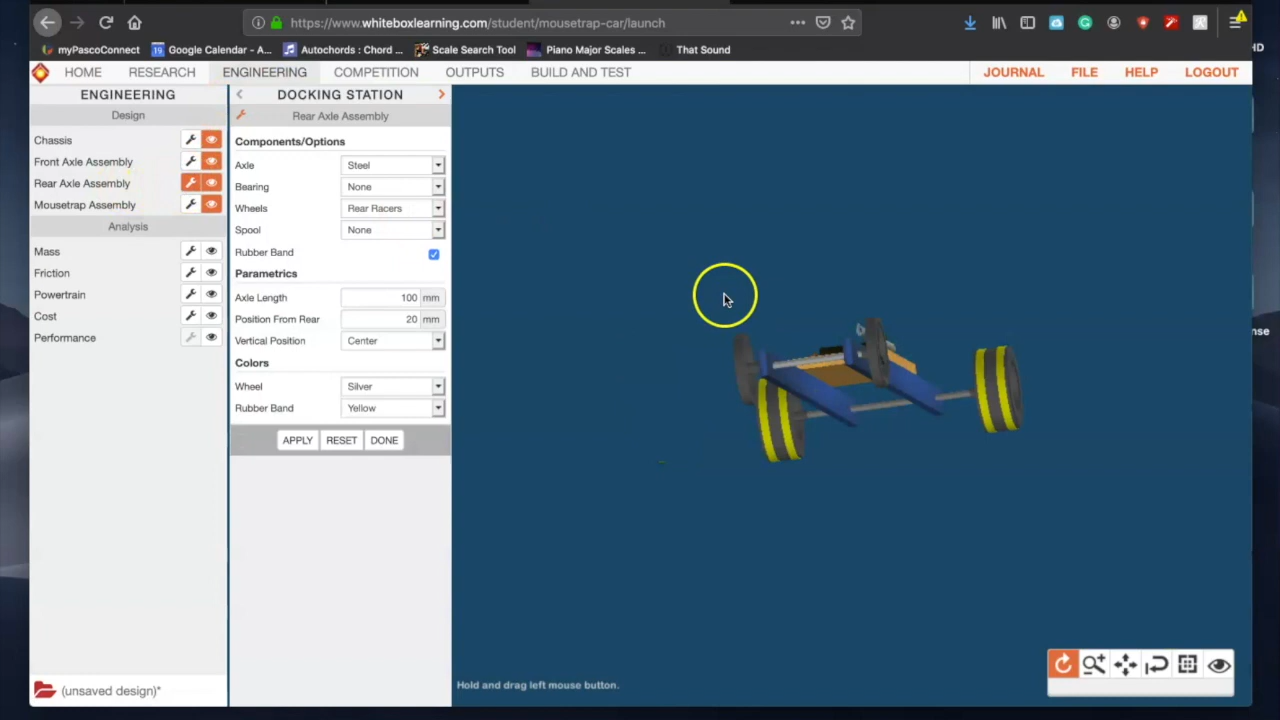 https://www.whiteboxlearning.com/student/mousetrap-car/launch
myPascoConnect
19
Google Calendar - A...
Autochords : Chord ...
Scale Search Tool
Piano Major Scales ...
That Sound
HD
HOME
RESEARCH
ENGINEERING
COMPETITION
OUTPUTS
BUILD AND TEST
JOURNAL
FILE
HELP
LOGOUT
ENGINEERING
Design
Chassis
Front Axle Assembly
Rear Axle Assembly
Mousetrap Assembly
Analysis
Mass
Friction
Powertrain
Cost
Performance
(unsaved design)*
DOCKING STATION
Rear Axle Assembly
Components/Options
Axle Steel
Bearing None
Wheels Rear Racers
Spool None
Rubber Band
Parametrics
Axle Length 100 mm
Position From Rear 20 mm
Vertical Position Center
Colors
Wheel Silver
Rubber Band Yellow
APPLY RESET DONE
Hold and drag left mouse button.
nse